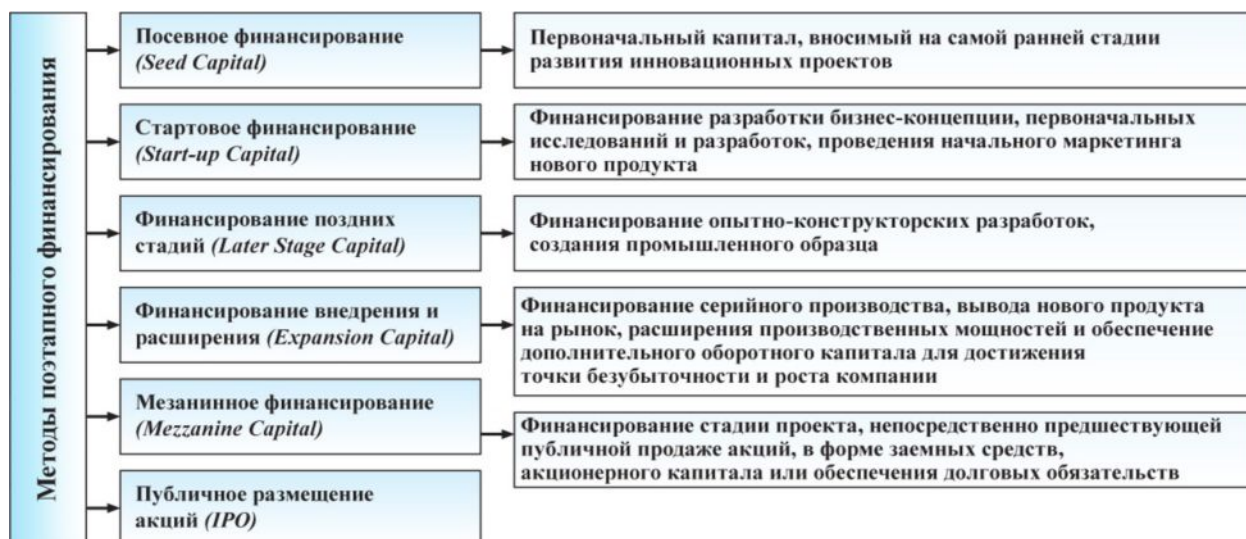 Методы поэтапного финансирования
Посевное финансирование
(Seed Capital)
Первоначальный капитал, вносимый на самой ранней стадии
развития инновационных проектов
Стартовое финансирование
(Start-up Capital)
Финансирование разработки бизнес-концепции, первоначальных
исследований и разработок, проведения начального маркетинга
нового продукта
Финансирование поздних
стадий (Later Stage Capital)
Финансирование опытно-конструкторских разработок,
создания промышленного образца
Финансирование внедрения и
расширения (Expansion Capital)
Финансирование серийного производства, вывода нового продукта
на рынок, расширения производственных мощностей и обеспечение
дополнительного оборотного капитала для достижения
точки безубыточности и роста компании
Мезанинное финансирование
(Mezzanine Capital)
Финансирование стадии проекта, непосредственно предшествующей
публичной продаже акций, в форме заемных средств,
акционерного капитала или обеспечения долговых обязательств
Публичное размещение
акций (IPO)